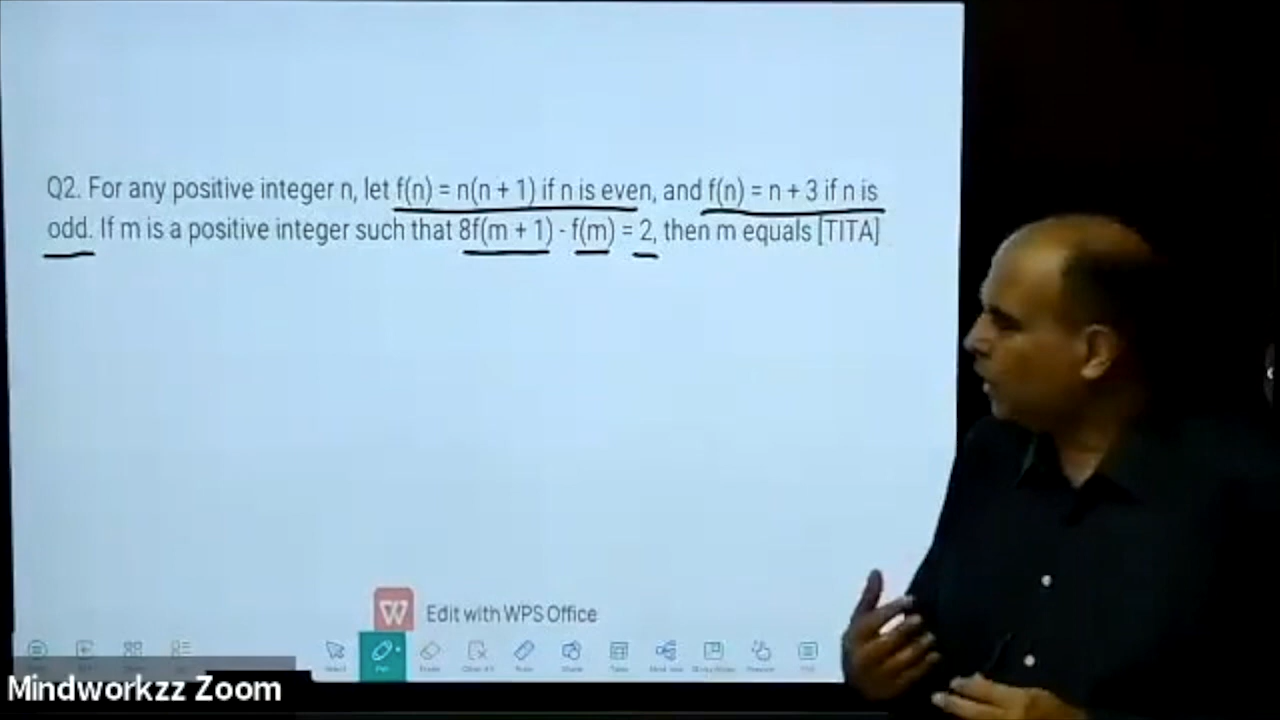 Q2. For any positive integer n, let f(n) = n(n + 1) if n is even, and f(n) = n + 3 if n is
odd. If m is a positive integer such that 8f(m + 1) - f(m) = 2, then m equals [TITA]
W Edit with WPS Office
Mindworkzz Zoom